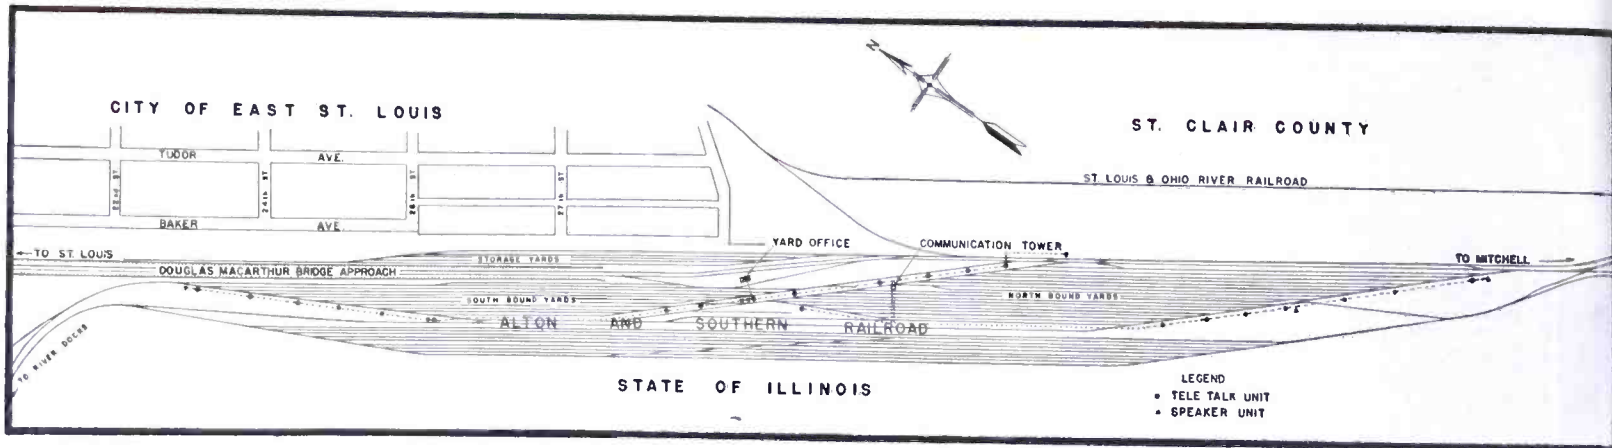 N
CITY OF EAST ST. LOUIS
ST. CLAIR COUNTY
TUDOR AVE.
ST. LOUIS & OHIO RIVER RAILROAD
22nd ST
24th ST
26th ST
27th ST
BAKER AVE.
YARD OFFICE
COMMUNICATION TOWER
TO ST. LOUIS
STORAGE YARDS
TO MITCHELL
DOUGLAS MACARTHUR BRIDGE APPROACH
SOUTH BOUND YARDS
NORTH BOUND YARDS
ALTON AND SOUTHERN RAILROAD
TO RIVER DOCKS
STATE OF ILLINOIS
LEGEND
TELE TALK UNIT
SPEAKER UNIT